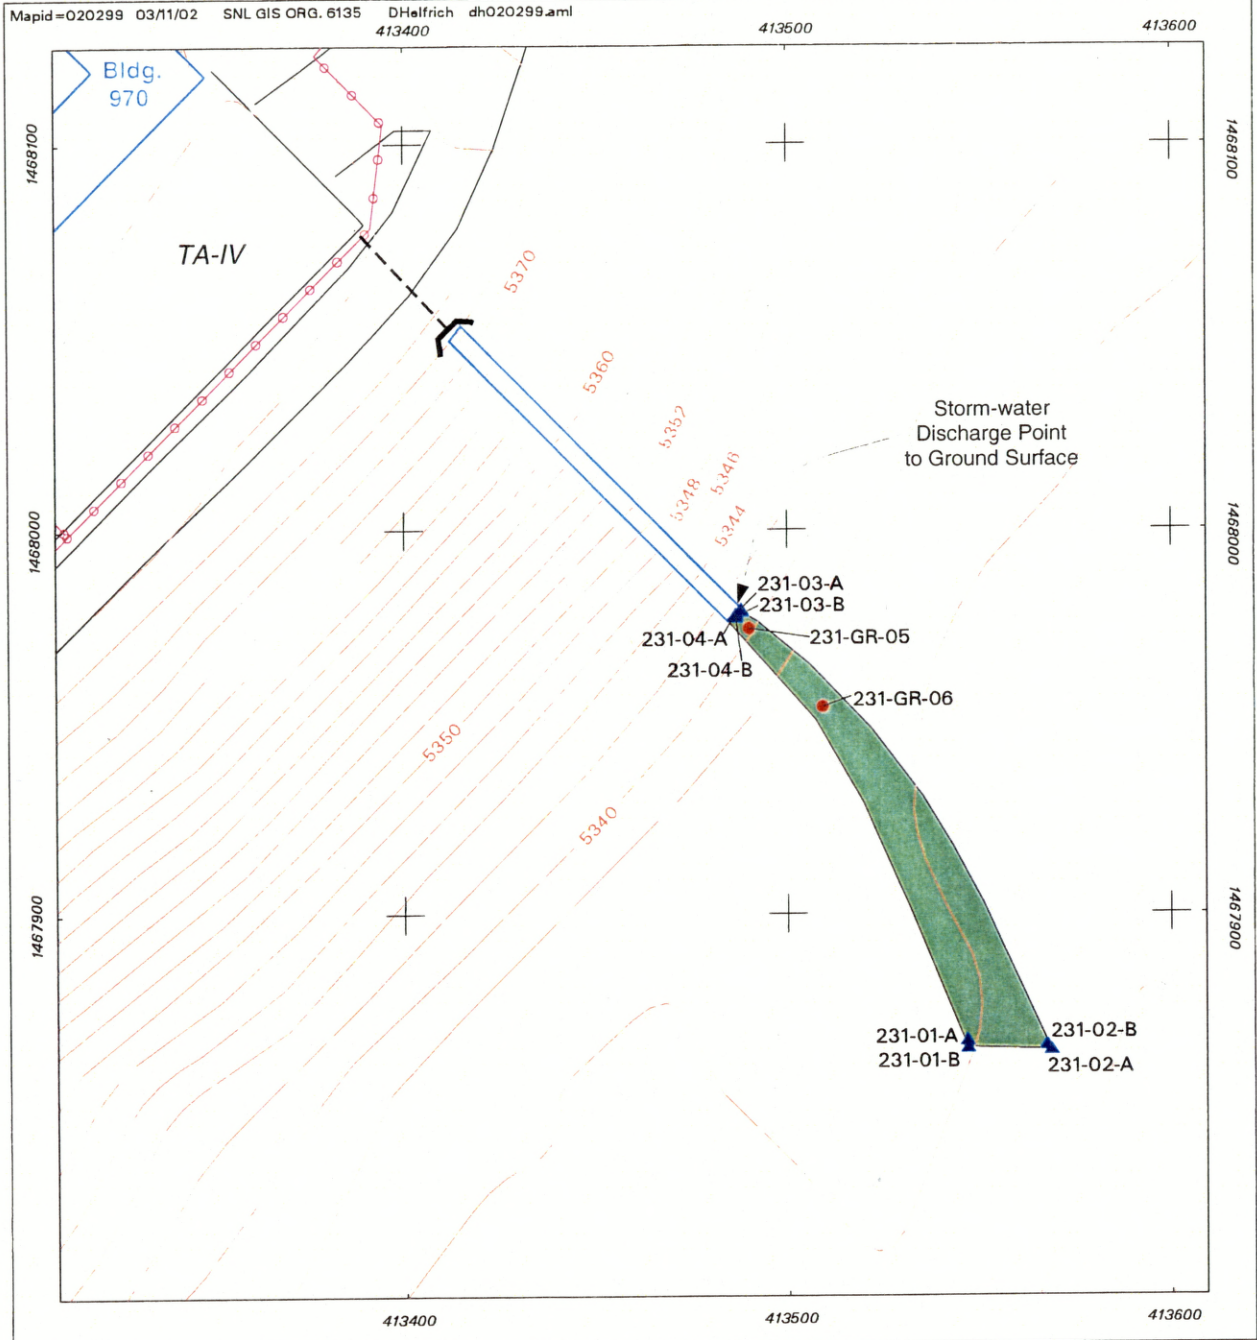 Mapid=020299 03/11/02 SNL GIS ORG. 6135 DHelfrich dh020299.aml
413400
413500
413600
Bldg.
970
1468100
1468100
TA-IV
5370
5360
5352
5346
5348
5344
Storm-water
Discharge Point
to Ground Surface
1468000
1468000
231-03-A
231-03-B
231-04-A
231-GR-05
231-04-B
231-GR-06
5350
5340
1467900
1467900
231-01-A
231-02-B
231-01-B
231-02-A
413400
413500
413600